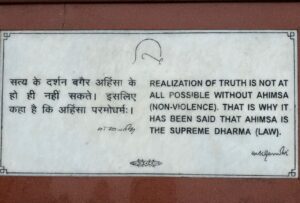 सत्य के दर्शन बगैर अहिंसा के
हो ही नहीं सकते। इसलिए
कहा है कि अहिंसा परमोधर्मः।
REALIZATION OF TRUTH IS NOT AT
ALL POSSIBLE WITHOUT AHIMSA
(NON-VIOLENCE). THAT IS WHY IT
HAS BEEN SAID THAT AHIMSA IS
THE SUPREME DHARMA (LAW).